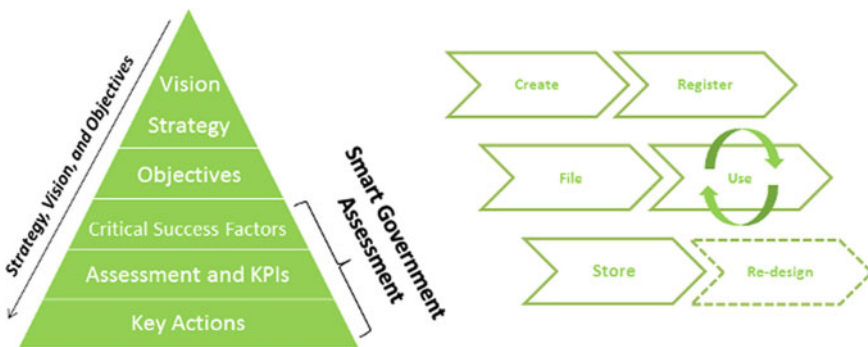 Strategy, Vision, and Objectives
Vision
Strategy
Objectives
Critical Success Factors
Assessment and KPIs
Key Actions
Smart Government
Assessment
Create
Register
File
Use
Store
Re-design